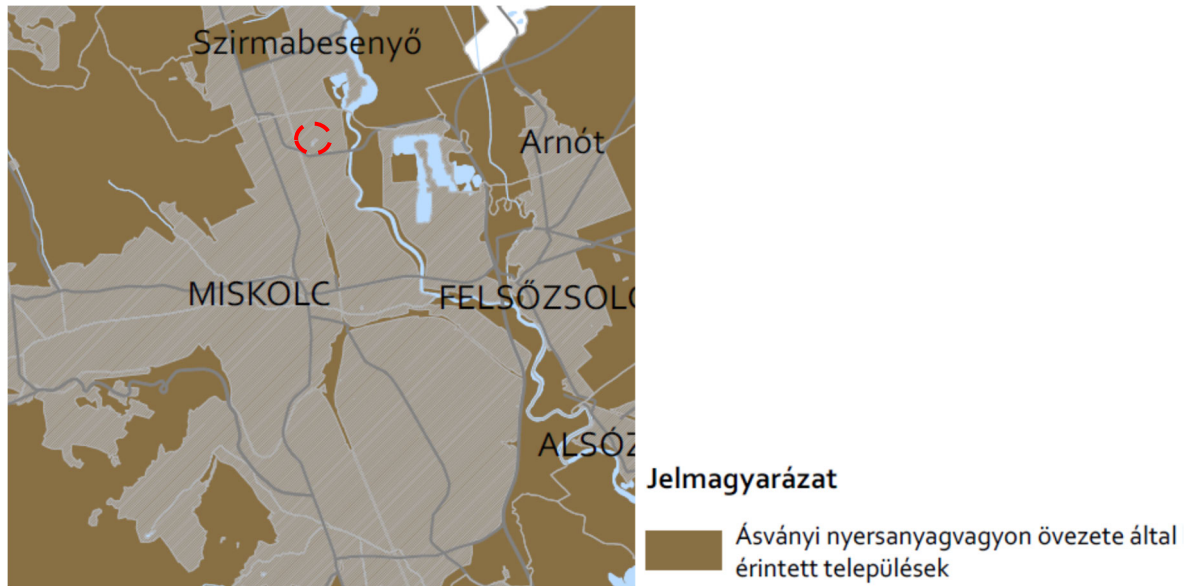 Szirmabesenyő
Arnót
MISKOLC
FELSŐZSOLC
ALSÓZ
Jelmagyarázat
Ásványi nyersanyagvagyon övezete által
érintett települések